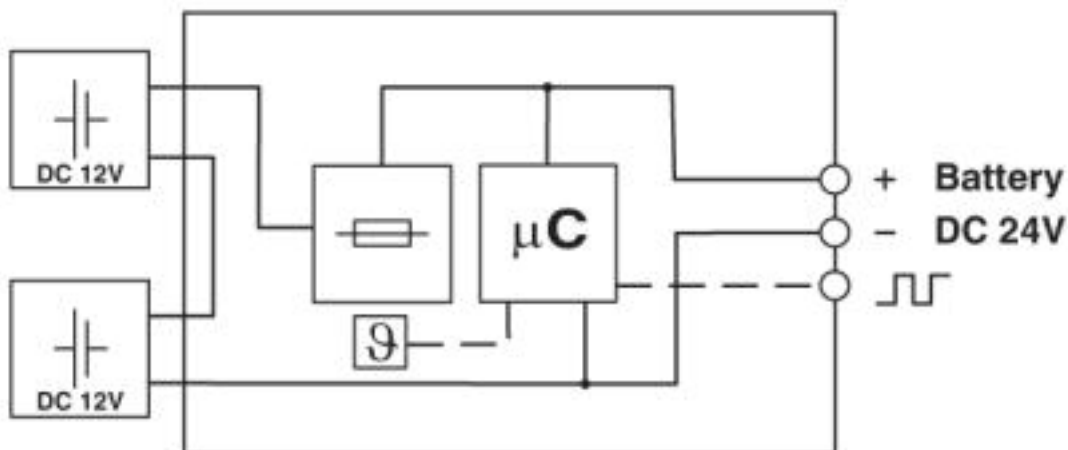 DC 12V
+ Battery
μC
− DC 24V
ϑ
DC 12V